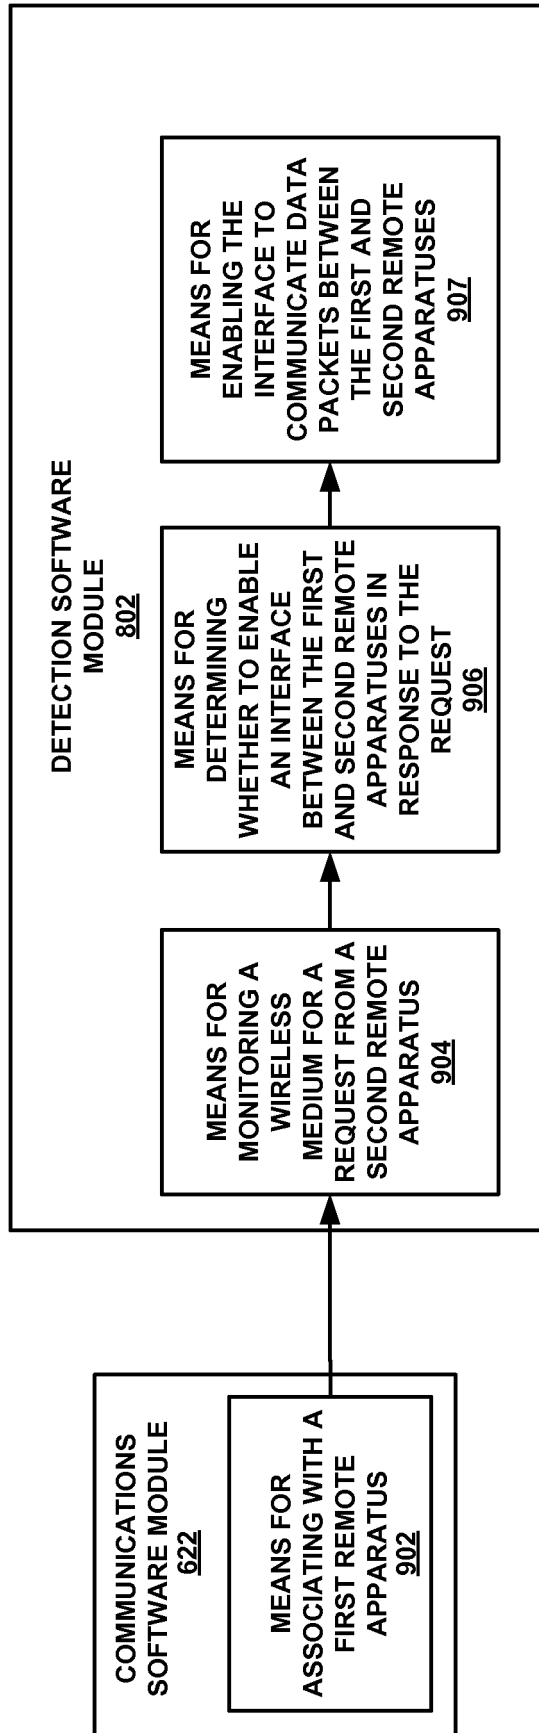 COMMUNICATIONS
SOFTWARE MODULE
622
MEANS FOR
ASSOCIATING WITH A
FIRST REMOTE
APPARATUS
902
DETECTION SOFTWARE
MODULE
802
MEANS FOR
MONITORING A
WIRELESS
MEDIUM FOR A
REQUEST FROM A
SECOND REMOTE
APPARATUS
904
MEANS FOR
DETERMINING
WHETHER TO ENABLE
AN INTERFACE
BETWEEN THE FIRST
AND SECOND REMOTE
APPARATUSES IN
RESPONSE TO THE
REQUEST
906
MEANS FOR
ENABLING THE
INTERFACE TO
COMMUNICATE DATA
PACKETS BETWEEN
THE FIRST AND
SECOND REMOTE
APPARATUSES
907